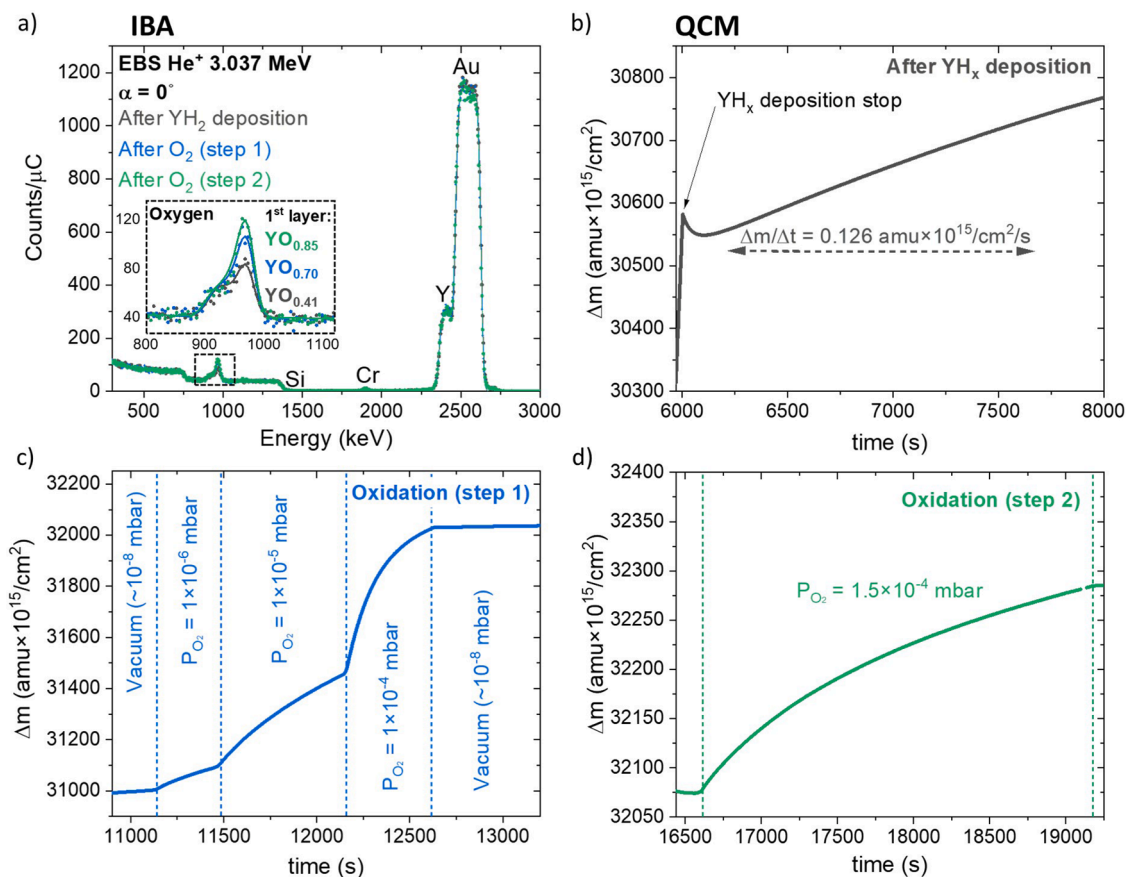 a)
IBA
EBS He⁺ 3.037 MeV
α = 0°
After YH₂ deposition
After O₂ (step 1)
After O₂ (step 2)
Au
Y
Cr
Si
Oxygen
1ˢᵗ layer:
YO₀.₈₅
YO₀.₇₀
YO₀.₄₁
120
80
40
800 900 1000 1100
1200
1000
800
600
400
200
0
Counts/μC
500 1000 1500 2000 2500 3000
Energy (keV)
b)
QCM
After YHₓ deposition
YHₓ deposition stop
Δm/Δt = 0.126 amu×10¹⁵/cm²/s
30800
30700
30600
30500
30400
30300
Δm (amu×10¹⁵/cm²)
6000 6500 7000 7500 8000
time (s)
c)
Oxidation (step 1)
Vacuum (~10⁻⁸ mbar)
P_O₂ = 1×10⁻⁶ mbar
P_O₂ = 1×10⁻⁵ mbar
P_O₂ = 1×10⁻⁴ mbar
Vacuum (~10⁻⁸ mbar)
32200
32000
31800
31600
31400
31200
31000
Δm (amu×10¹⁵/cm²)
11000 11500 12000 12500 13000
time (s)
d)
Oxidation (step 2)
P_O₂ = 1.5×10⁻⁴ mbar
32400
32350
32300
32250
32200
32150
32100
32050
Δm (amu×10¹⁵/cm²)
16500 17000 17500 18000 18500 19000
time (s)